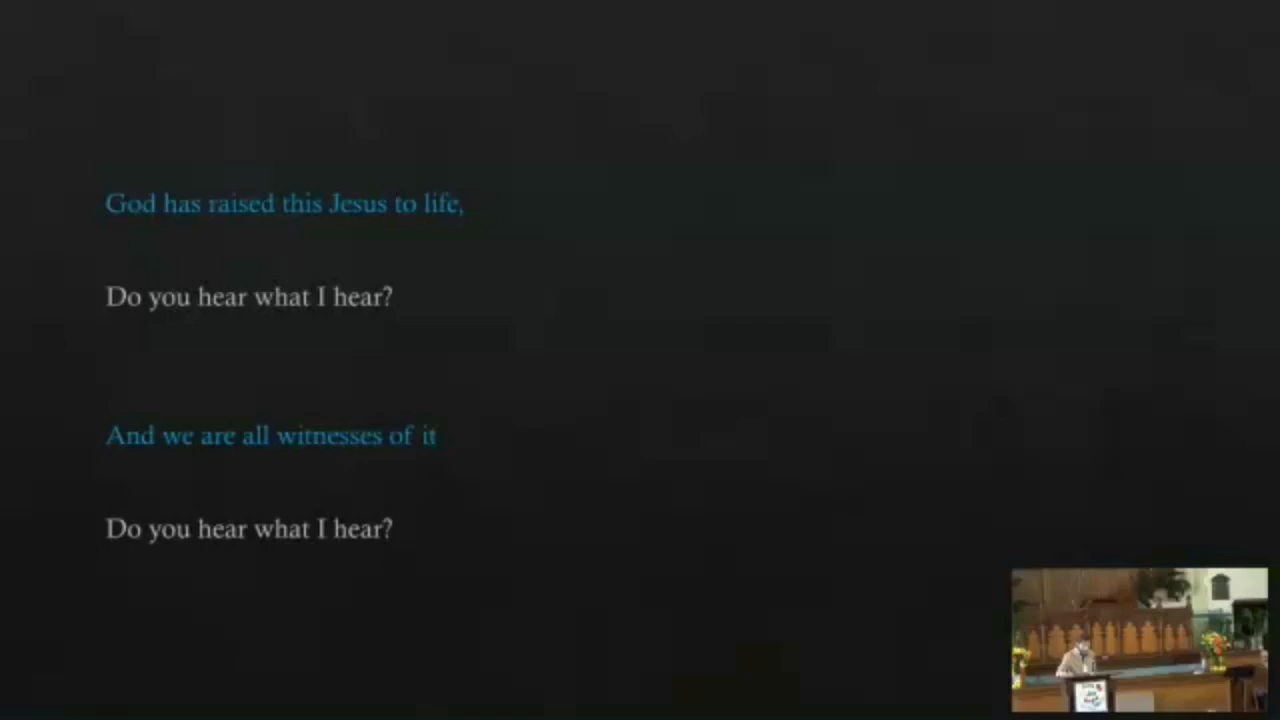 God has raised this Jesus to life,
Do you hear what I hear?
And we are all witnesses of it
Do you hear what I hear?